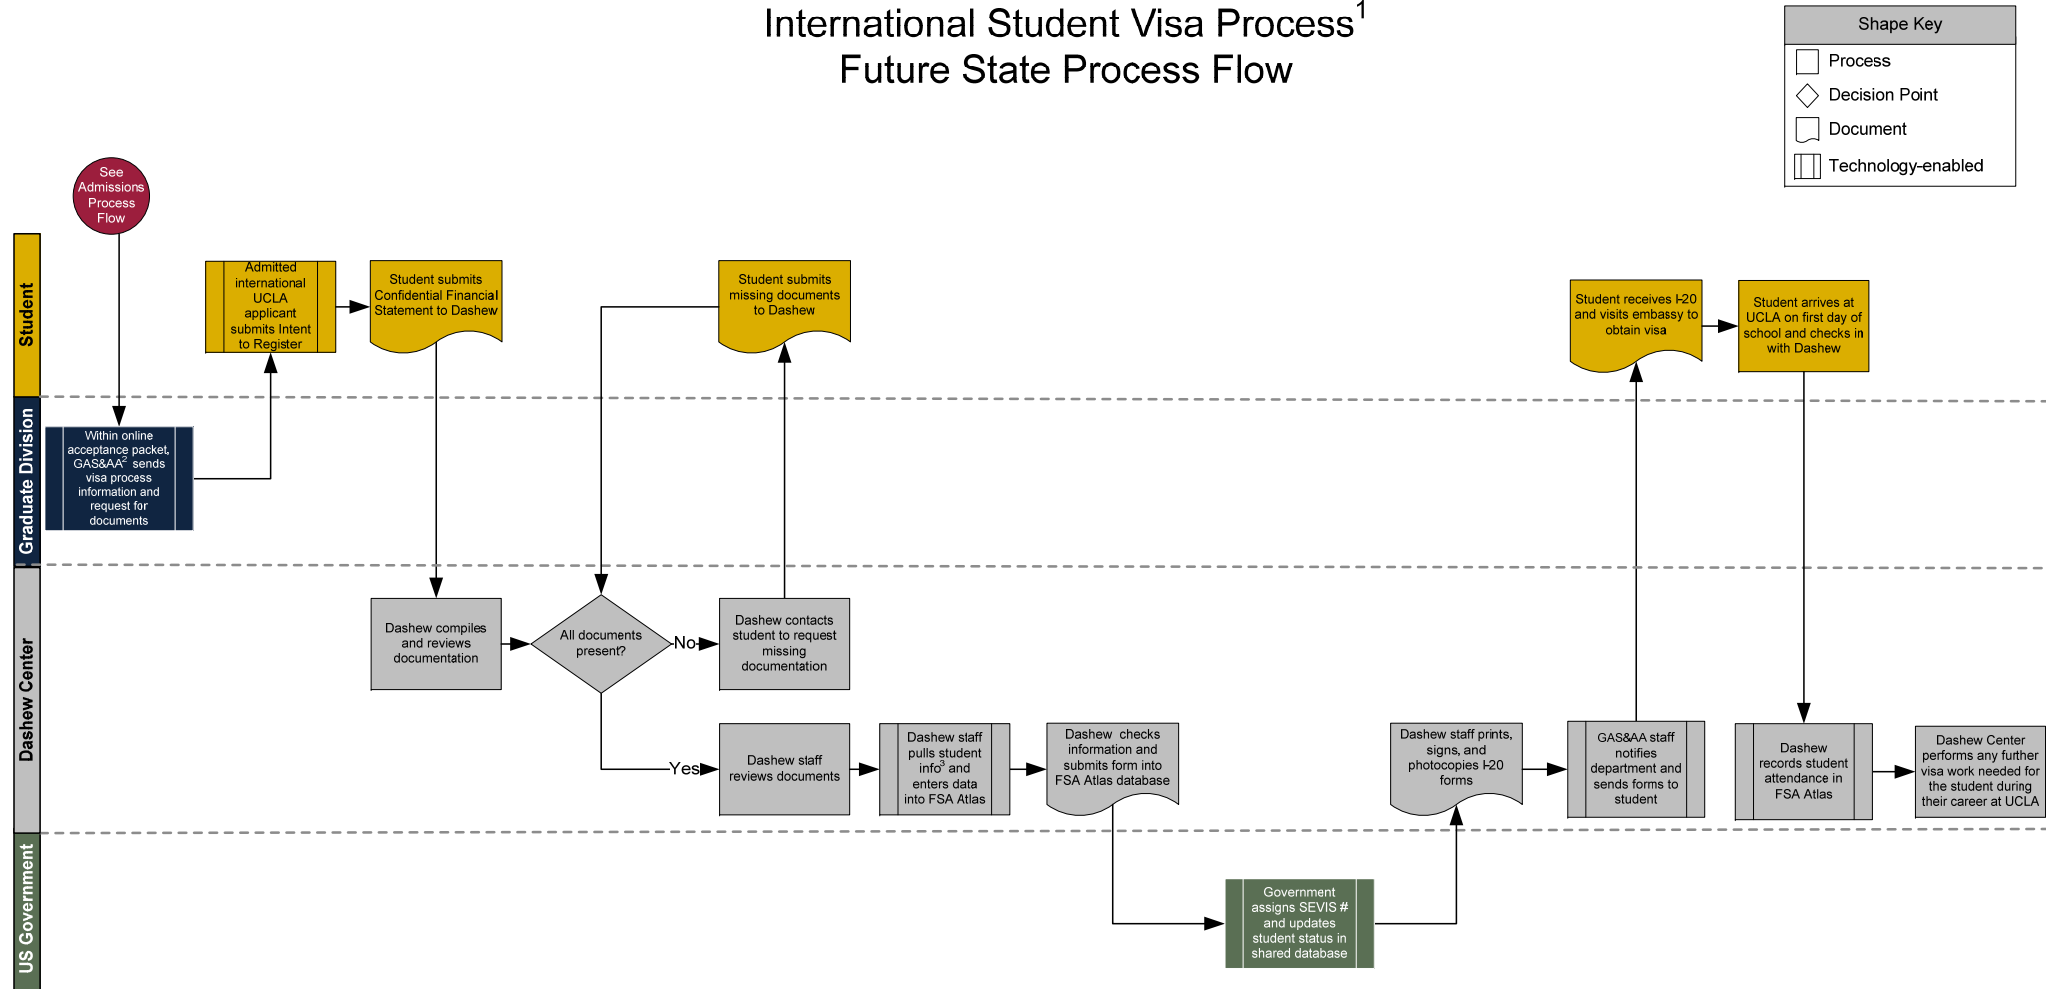 International Student Visa Process1
Future State Process Flow
Shape Key
Process
Decision Point
Document
Technology-enabled
See
Admissions
Process
Flow
Student
Admitted
international
UCLA
applicant
submits Intent
to Register
Student submits
Confidential Financial
Statement to Dashew
Student submits
missing documents
to Dashew
Student receives I-20
and visits embassy to
obtain visa
Student arrives at
UCLA on first day of
school and checks in
with Dashew
Graduate Division
Within online
acceptance packet,
GAS&AA2 sends
visa process
information and
request for
documents
Dashew Center
Dashew compiles
and reviews
documentation
All documents
present?
No
Dashew contacts
student to request
missing
documentation
Yes
Dashew staff
reviews documents
Dashew staff
pulls student
info3 and
enters data
into FSA Atlas
Dashew checks
information and
submits form into
FSA Atlas database
Dashew staff prints,
signs, and
photocopies I-20
forms
GAS&AA staff
notifies
department and
sends forms to
student
Dashew
records student
attendance in
FSA Atlas
Dashew Center
performs any further
visa work needed for
the student during
their career at UCLA
US Government
Government
assigns SEVIS #
and updates
student status in
shared database